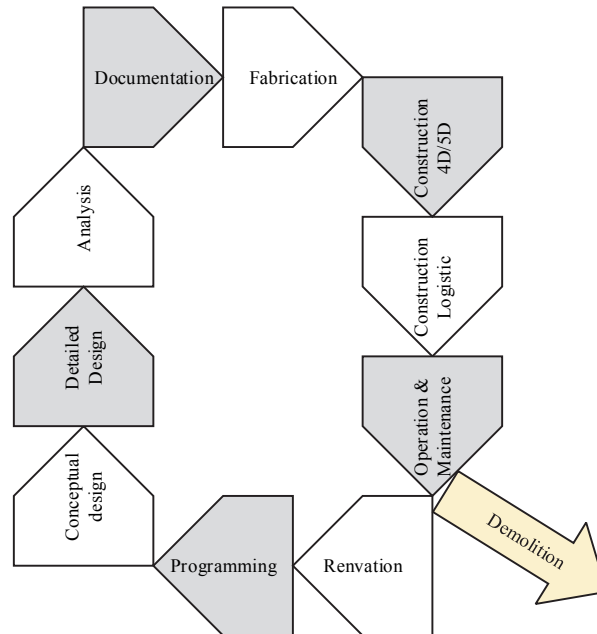 Documentation
Fabrication
Construction
4D/5D
Analysis
Construction
Logistic
Detailed
Design
Operation &
Maintenance
Conceptual
design
Programming
Renvation
Demolition